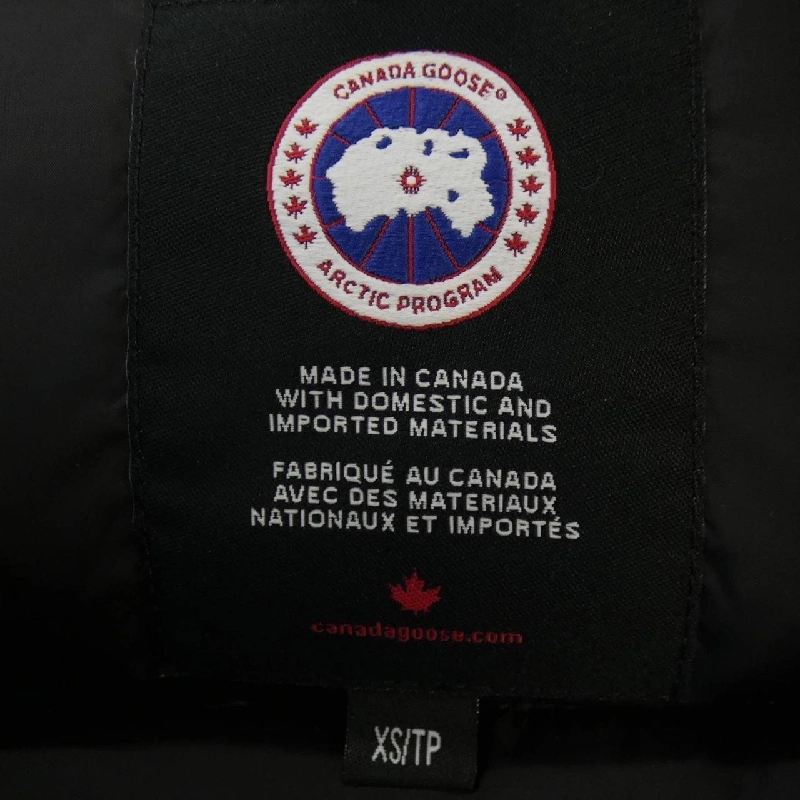 CANADA GOOSE®
ARCTIC PROGRAM
MADE IN CANADA
WITH DOMESTIC AND
IMPORTED MATERIALS
FABRIQUÉ AU CANADA
AVEC DES MATERIAUX
NATIONAUX ET IMPORTÉS
canadagoose.com
XS/TP